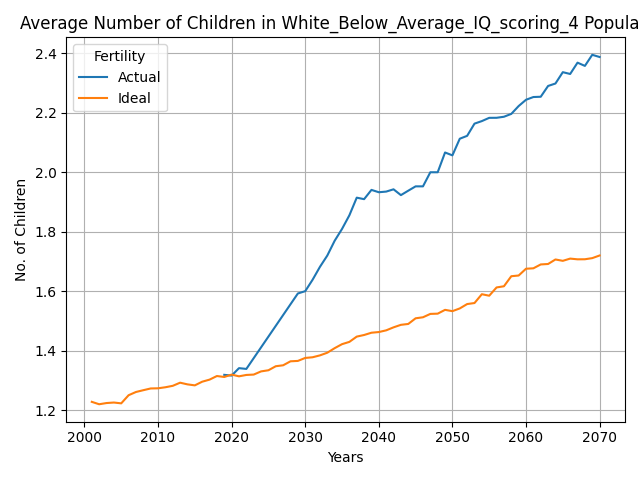 Average Number of Children in White_Below_Average_IQ_scoring_4 Popula
Fertility
Actual
Ideal
2.4
2.2
2.0
1.8
1.6
1.4
1.2
No. of Children
2000 2010 2020 2030 2040 2050 2060 2070
Years